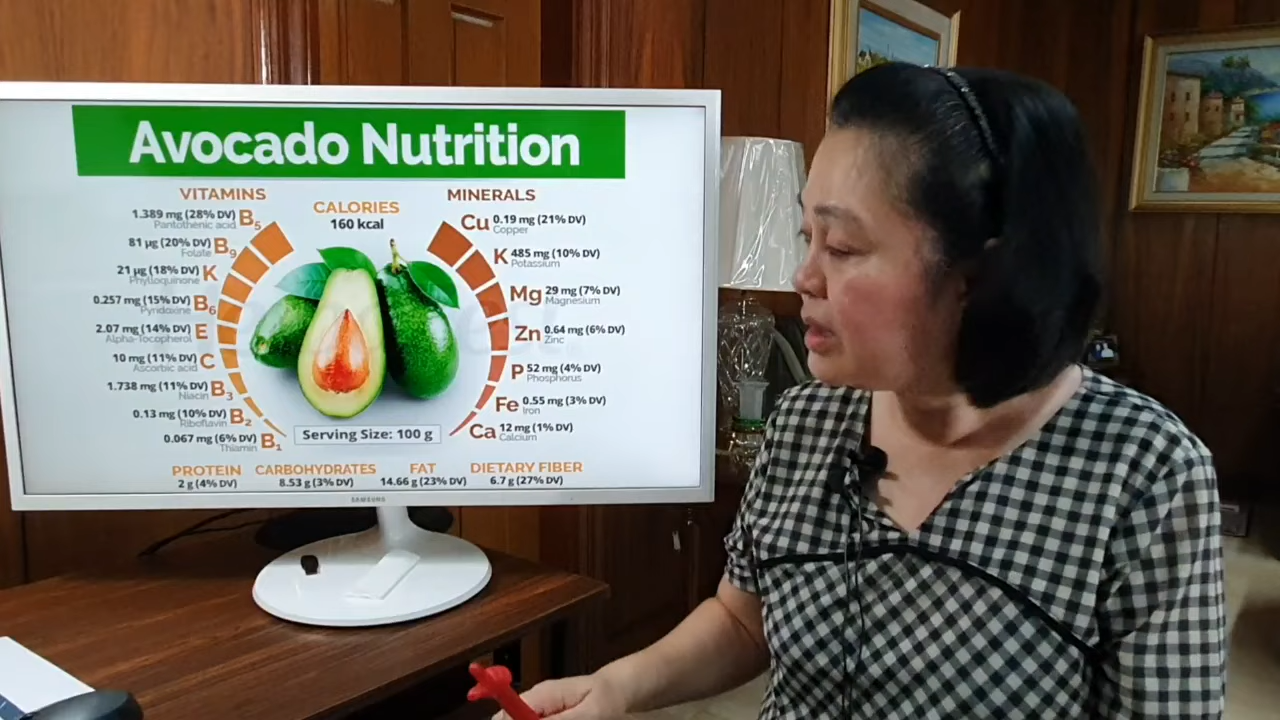 Avocado Nutrition
VITAMINS
CALORIES
160 kcal
MINERALS
1.389 mg (28% DV) B5
Pantothenic acid
81 µg (20% DV) B9
Folate
21 µg (18% DV) K
Phylloquinone
0.257 mg (15% DV) B6
Pyridoxine
2.07 mg (14% DV) E
Alpha-Tocopherol
10 mg (11% DV) C
Ascorbic acid
1.738 mg (11% DV) B3
Niacin
0.13 mg (10% DV) B2
Riboflavin
0.067 mg (6% DV) B1
Thiamin
Cu 0.19 mg (21% DV)
Copper
K 485 mg (10% DV)
Potassium
Mg 29 mg (7% DV)
Magnesium
Zn 0.64 mg (6% DV)
Zinc
P 52 mg (4% DV)
Phosphorus
Fe 0.55 mg (3% DV)
Iron
Ca 12 mg (1% DV)
Calcium
Serving Size: 100 g
PROTEIN CARBOHYDRATES FAT DIETARY FIBER
2 g (4% DV) 8.53 g (3% DV) 14.66 g (23% DV) 6.7 g (27% DV)
SAMSUNG